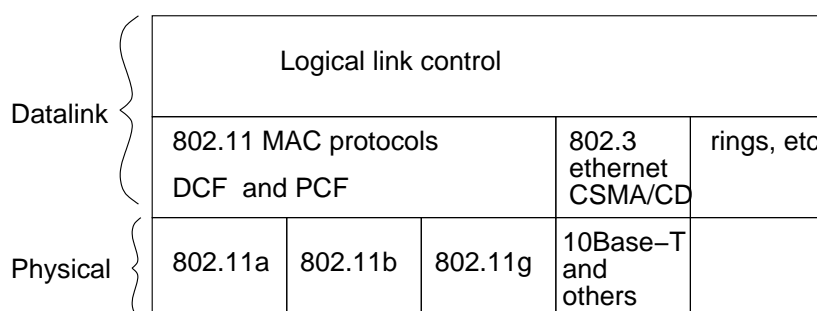 Logical link control
Datalink
802.11 MAC protocols
DCF and PCF
802.3
ethernet
CSMA/CD
rings, etc
Physical
802.11a
802.11b
802.11g
10Base−T
and
others